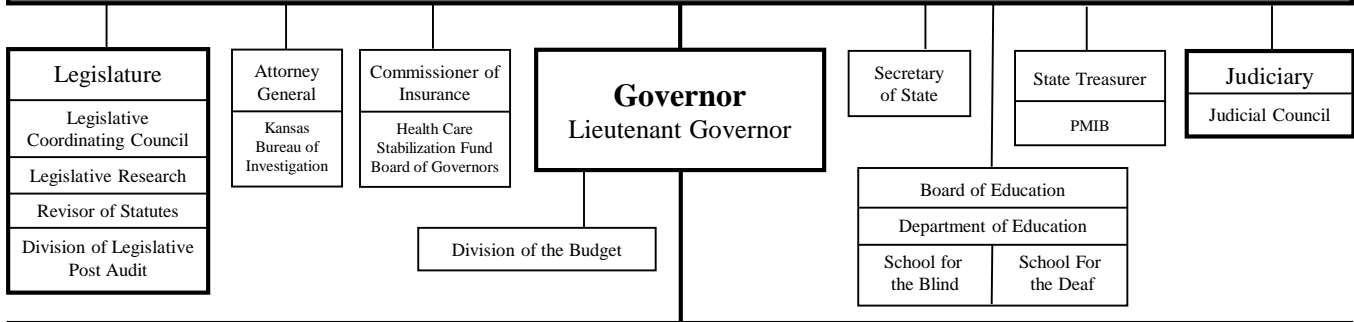 Legislature
Legislative
Coordinating Council
Legislative Research
Revisor of Statutes
Division of Legislative
Post Audit
Attorney
General
Kansas
Bureau of
Investigation
Commissioner of
Insurance
Health Care
Stabilization Fund
Board of Governors
Governor
Lieutenant Governor
Division of the Budget
Secretary
of State
Board of Education
Department of Education
School for
the Blind
School For
the Deaf
State Treasurer
PMIB
Judiciary
Judicial Council